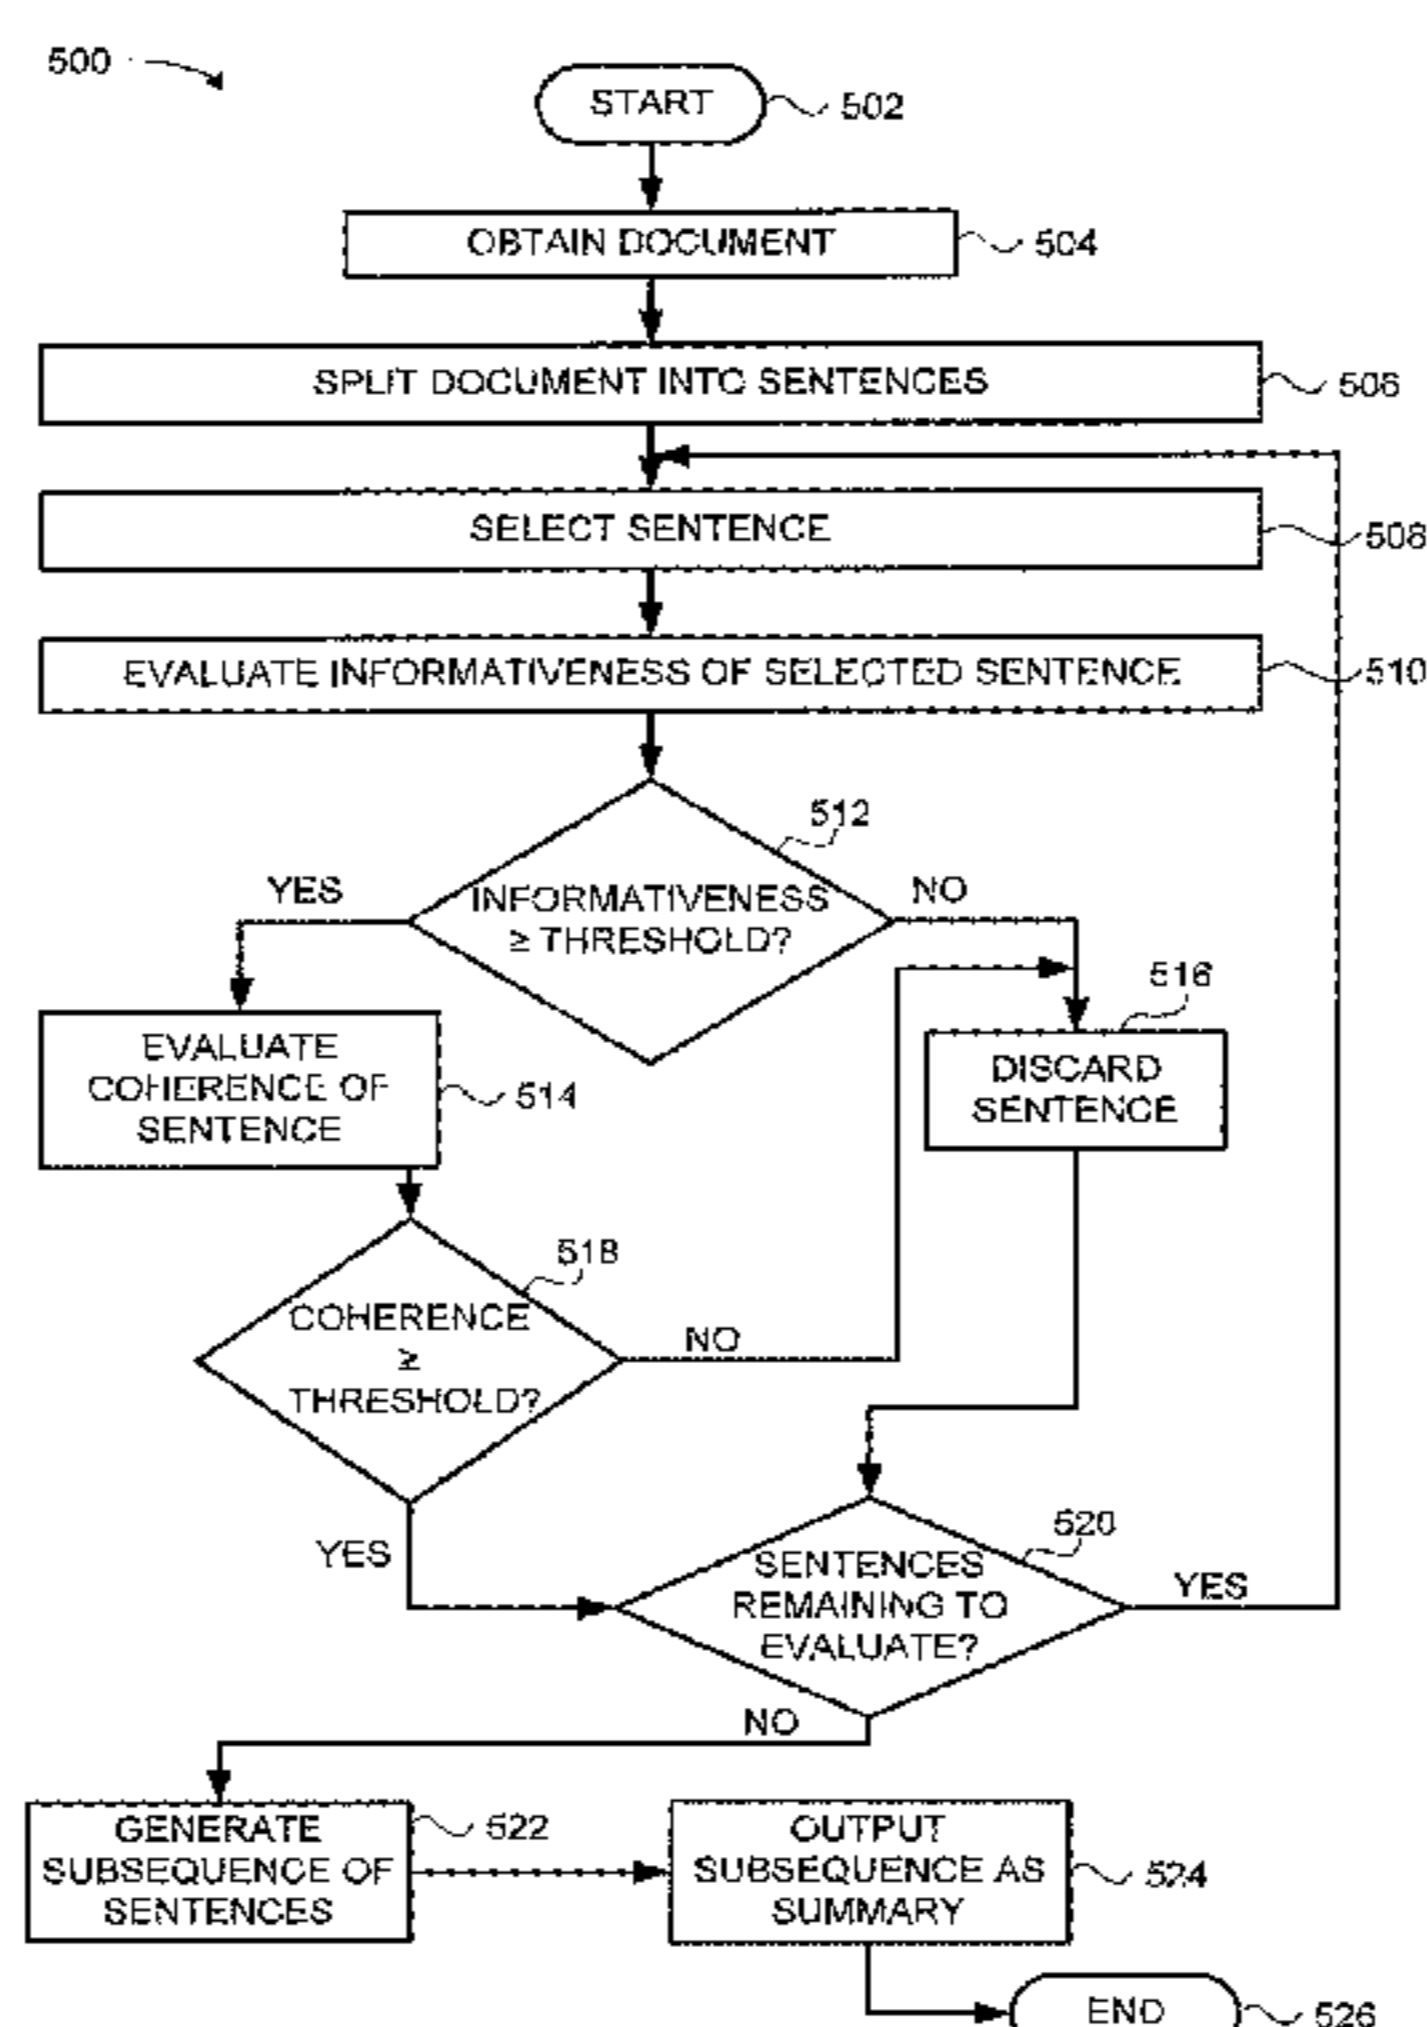 500
START
502
OBTAIN DOCUMENT
504
SPLIT DOCUMENT INTO SENTENCES
506
SELECT SENTENCE
508
EVALUATE INFORMATIVENESS OF SELECTED SENTENCE
510
512
INFORMATIVENESS
≥ THRESHOLD?
YES
NO
516
EVALUATE
COHERENCE OF
SENTENCE
514
DISCARD
SENTENCE
518
COHERENCE
≥
THRESHOLD?
NO
YES
520
SENTENCES
REMAINING TO
EVALUATE?
YES
NO
GENERATE
SUBSEQUENCE OF
SENTENCES
522
OUTPUT
SUBSEQUENCE AS
SUMMARY
524
END
526